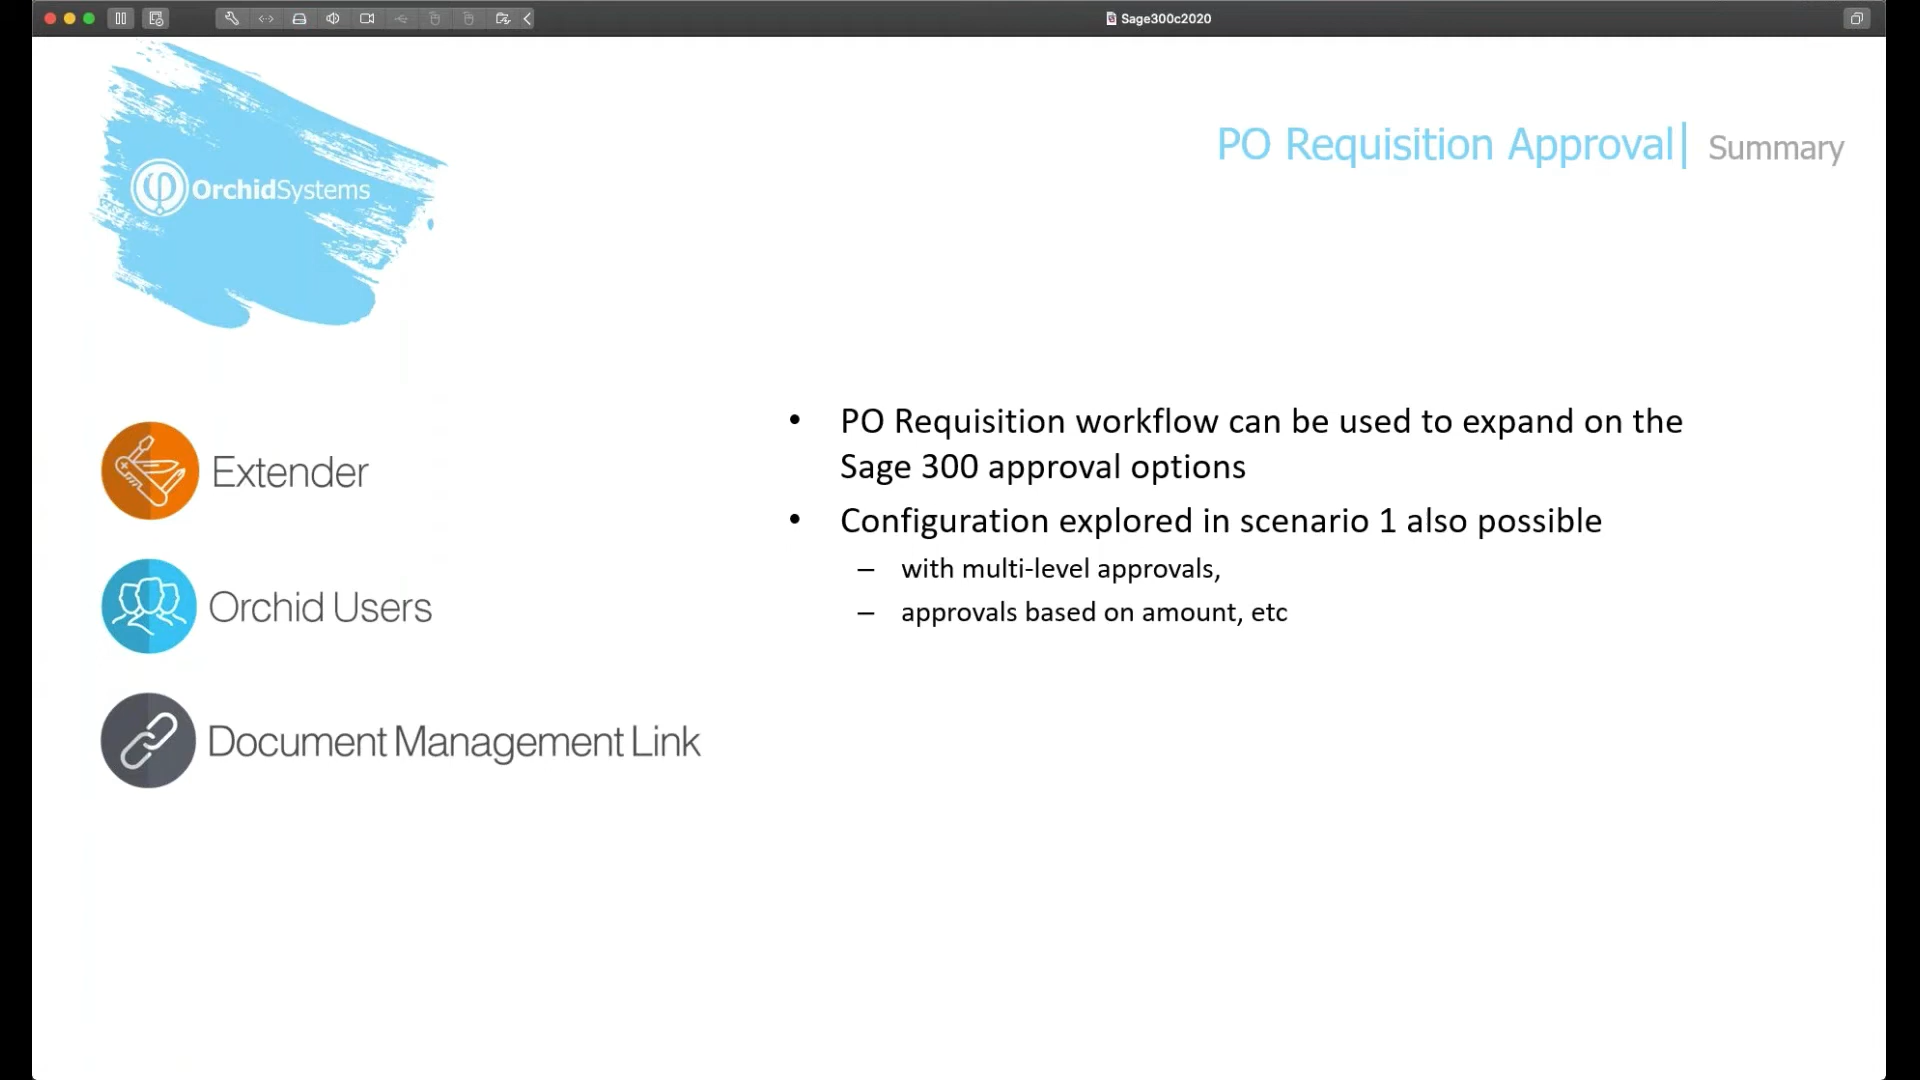 Sage300c2020
OrchidSystems
PO Requisition Approval| Summary
Extender
Orchid Users
Document Management Link
• PO Requisition workflow can be used to expand on the
Sage 300 approval options
• Configuration explored in scenario 1 also possible
– with multi-level approvals,
– approvals based on amount, etc